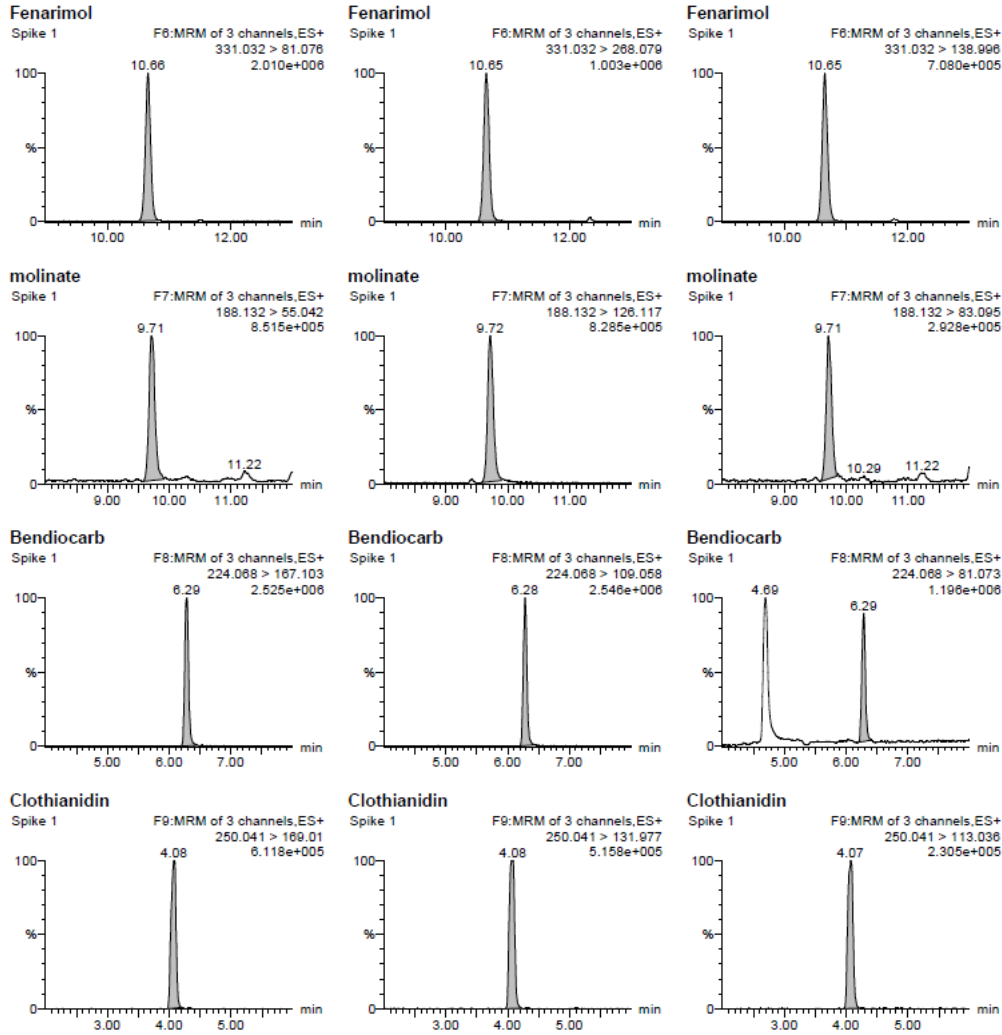 Fenarimol
Spike 1 F6:MRM of 3 channels,ES+
331.032 > 81.076
10.66 2.010e+006
100
%
0
min
10.00 12.00
Fenarimol
Spike 1 F6:MRM of 3 channels,ES+
331.032 > 268.079
10.65 1.003e+006
100
%
0
min
10.00 12.00
Fenarimol
Spike 1 F6:MRM of 3 channels,ES+
331.032 > 138.996
10.65 7.080e+005
100
%
0
min
10.00 12.00
molinate
Spike 1 F7:MRM of 3 channels,ES+
188.132 > 55.042
9.71 8.515e+005
100
%
11.22
0
min
9.00 10.00 11.00
molinate
Spike 1 F7:MRM of 3 channels,ES+
188.132 > 126.117
9.72 8.285e+005
100
%
0
min
9.00 10.00 11.00
molinate
Spike 1 F7:MRM of 3 channels,ES+
188.132 > 83.095
9.71 2.928e+005
100
%
10.29 11.22
0
min
9.00 10.00 11.00
Bendiocarb
Spike 1 F8:MRM of 3 channels,ES+
224.068 > 167.103
6.29 2.525e+006
100
%
0
min
5.00 6.00 7.00
Bendiocarb
Spike 1 F8:MRM of 3 channels,ES+
224.068 > 109.058
6.28 2.546e+006
100
%
0
min
5.00 6.00 7.00
Bendiocarb
Spike 1 F8:MRM of 3 channels,ES+
224.068 > 81.073
4.69 1.196e+006
100 6.29
%
0
min
5.00 6.00 7.00
Clothianidin
Spike 1 F9:MRM of 3 channels,ES+
250.041 > 169.01
4.08 6.118e+005
100
%
0
min
3.00 4.00 5.00
Clothianidin
Spike 1 F9:MRM of 3 channels,ES+
250.041 > 131.977
4.08 5.158e+005
100
%
0
min
3.00 4.00 5.00
Clothianidin
Spike 1 F9:MRM of 3 channels,ES+
250.041 > 113.036
4.07 2.305e+005
100
%
0
min
3.00 4.00 5.00